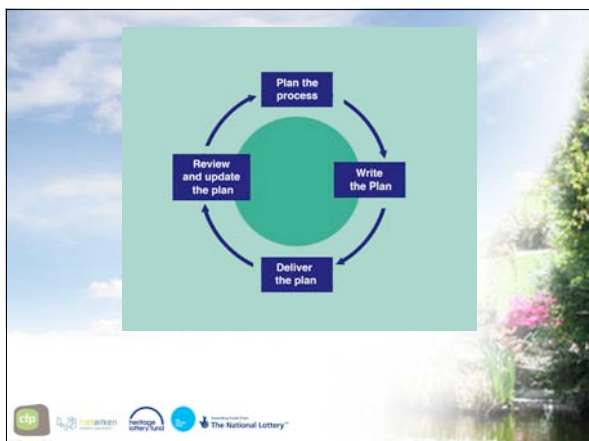 Plan the
process
Write
the Plan
Deliver
the plan
Review
and update
the plan
cfp
heritage
lottery fund
The National Lottery